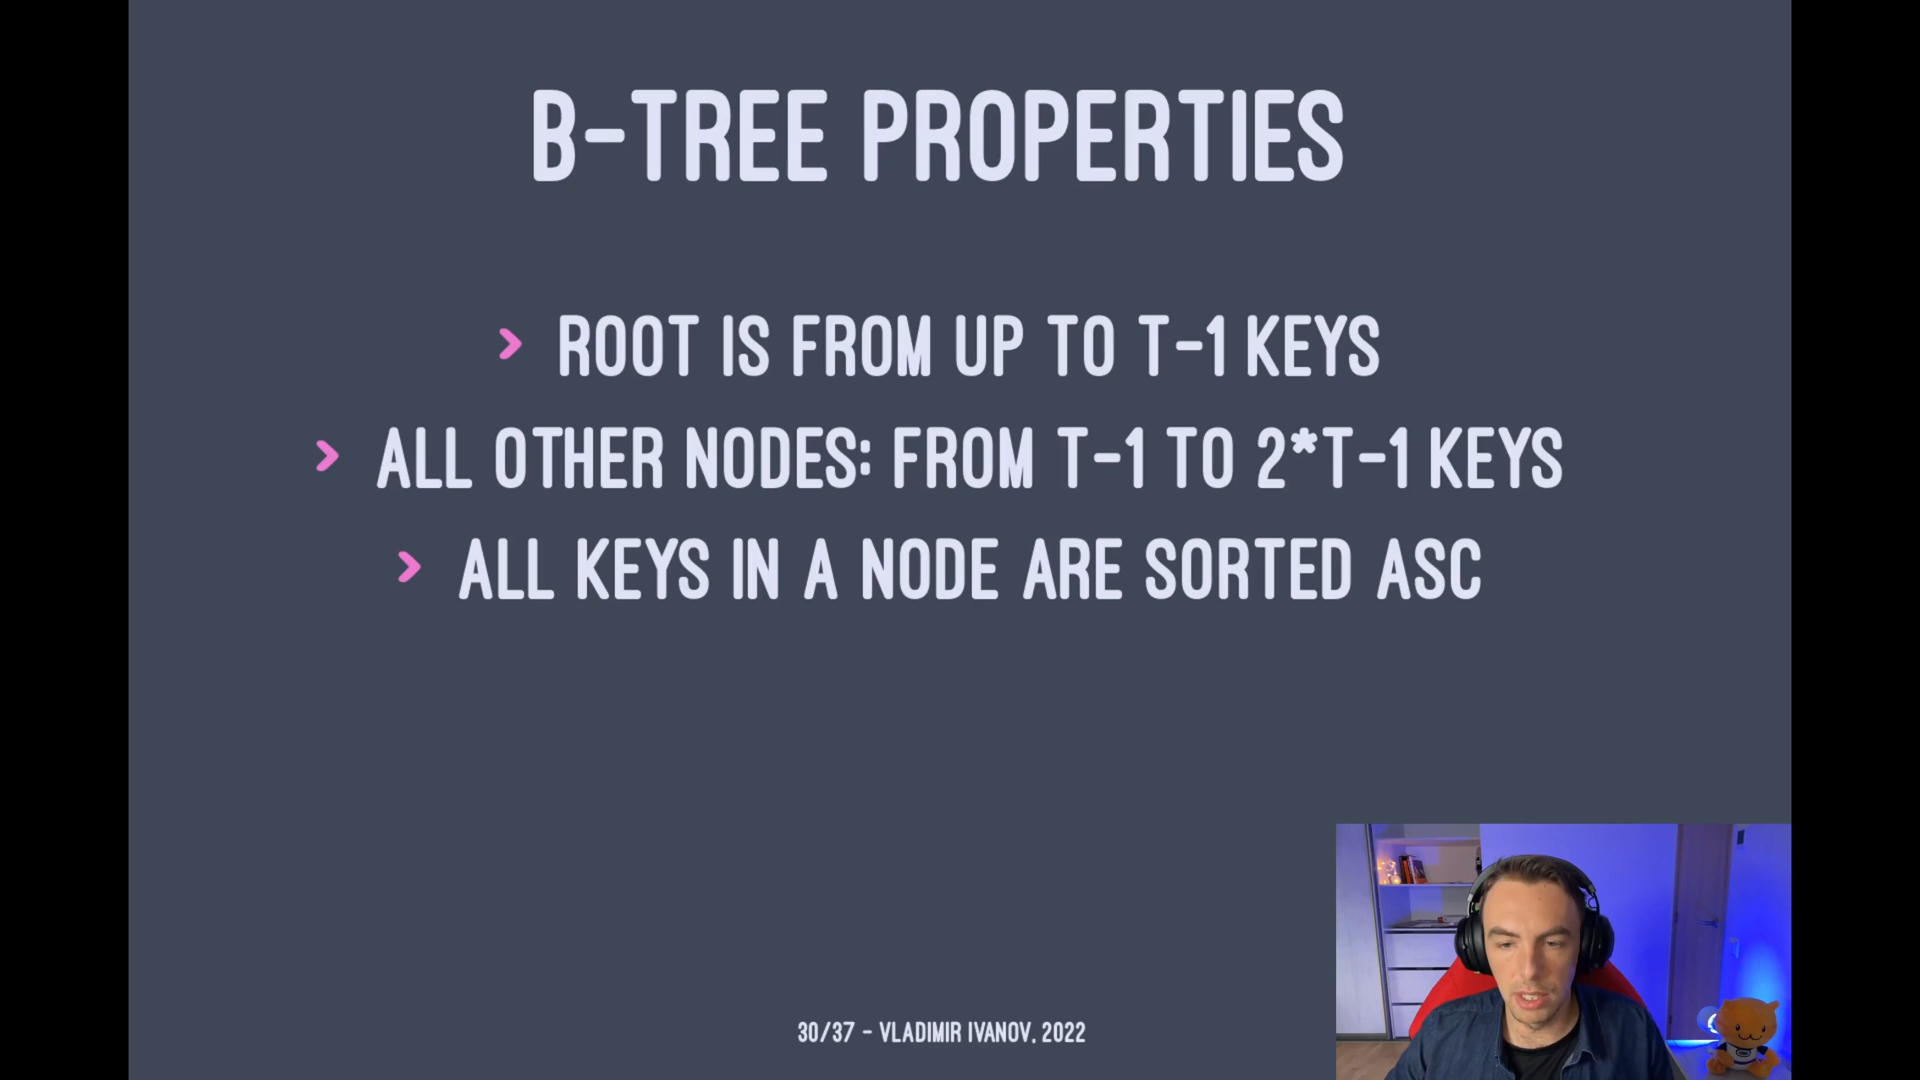 B-TREE PROPERTIES
ROOT IS FROM UP TO T-1 KEYS
ALL OTHER NODES: FROM T-1 TO 2*T-1 KEYS
ALL KEYS IN A NODE ARE SORTED ASC
30/37 - VLADIMIR IVANOV, 2022